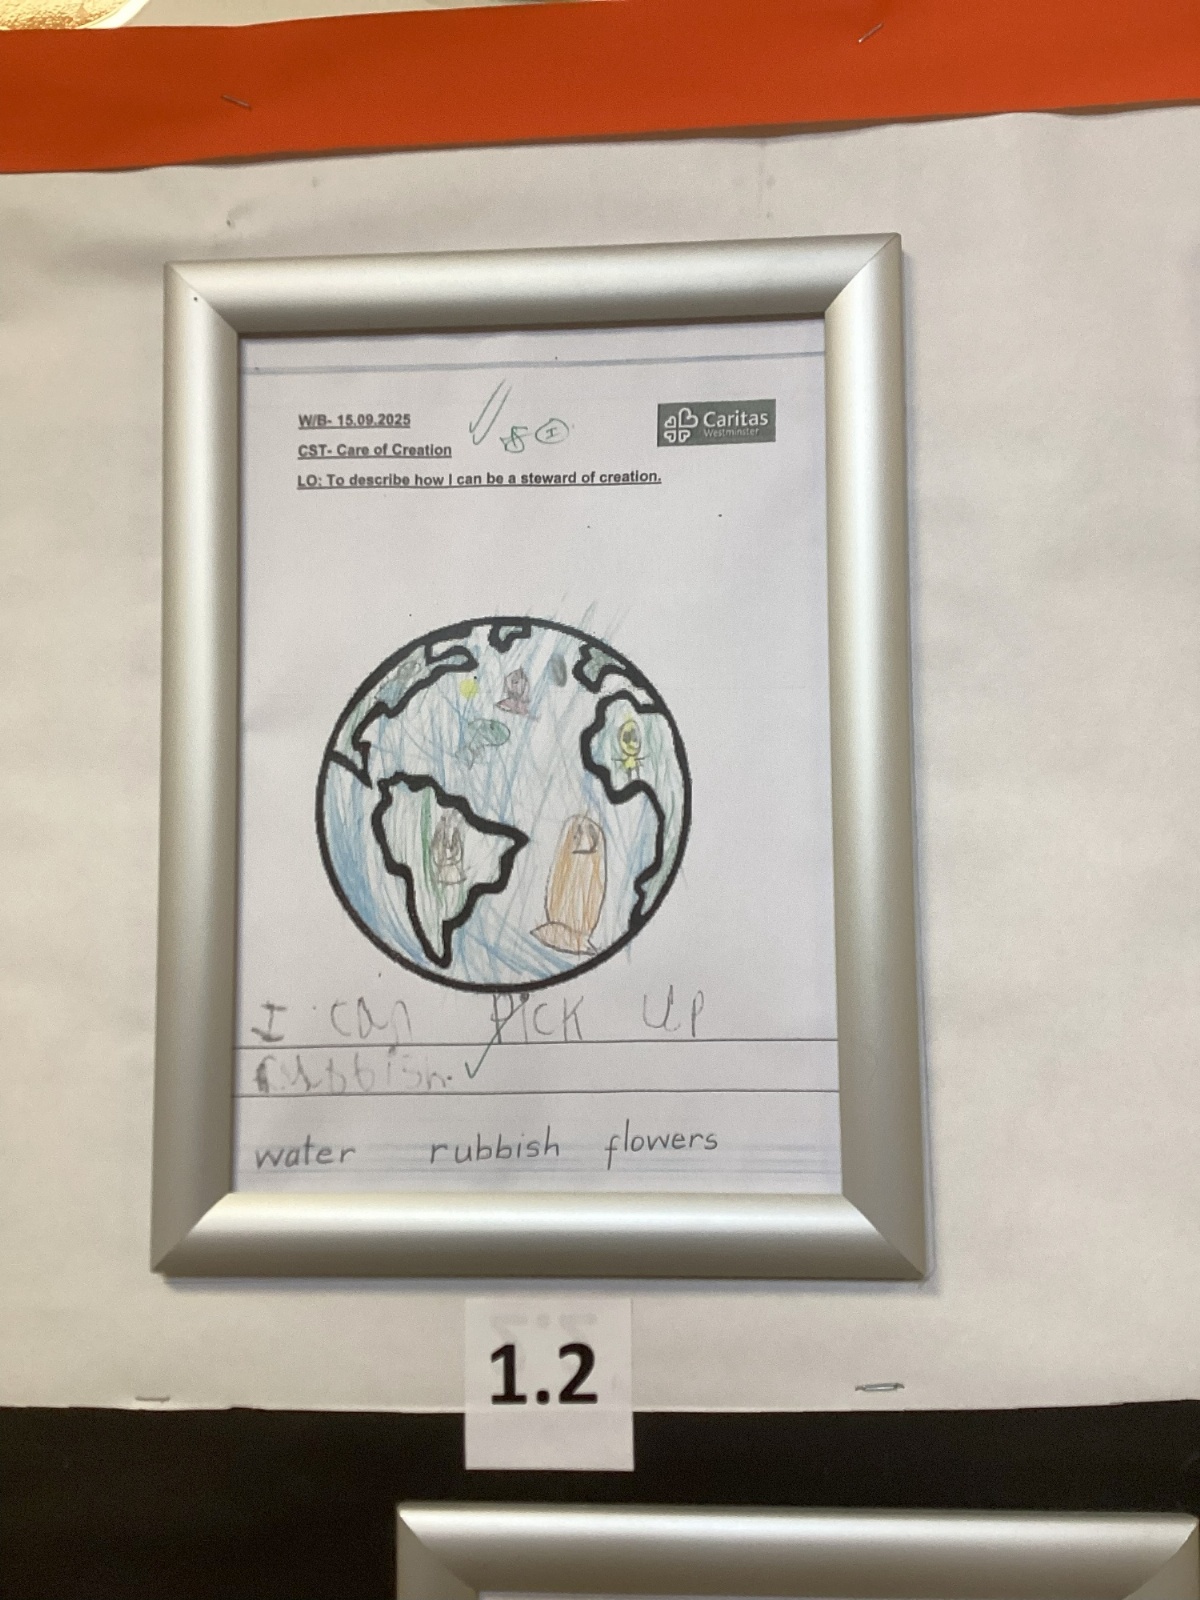 W/B- 15.09.2025
CST- Care of Creation
LO: To describe how I can be a steward of creation.
Caritas
Westminster
I
I can Pick up
rubbish.
water rubbish flowers
1.2